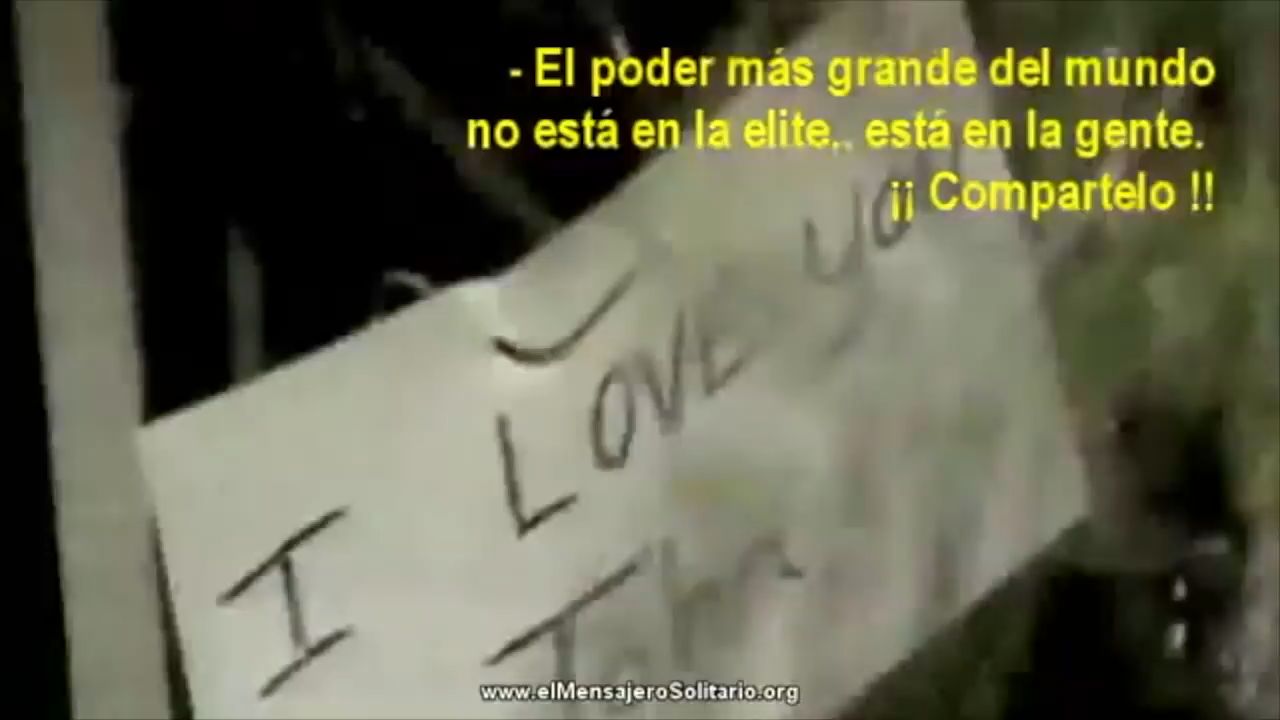 - El poder más grande del mundo
no está en la elite.. está en la gente.
¡¡ Compartelo !!
I LOVE you
www.elMensajeroSolitario.org